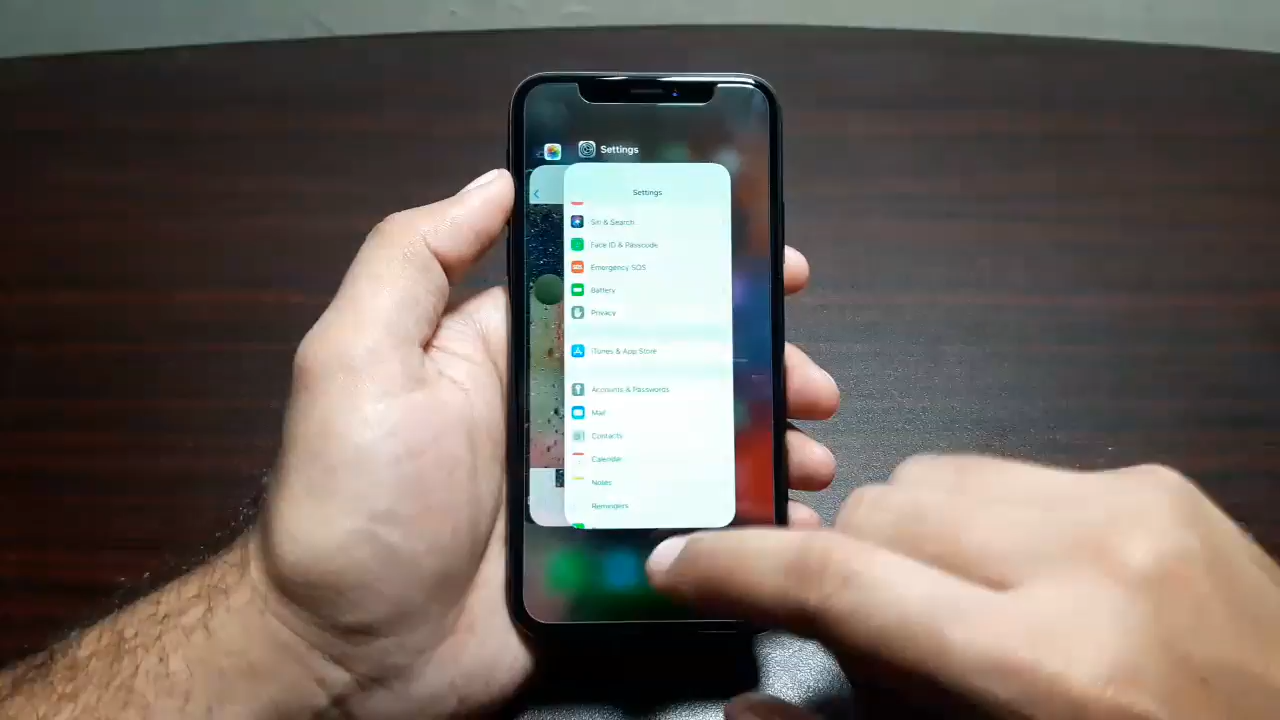 Settings
Settings
Siri & Search
Face ID & Passcode
SOS
Emergency SOS
Battery
Privacy
iTunes & App Store
Accounts & Passwords
Mail
Contacts
Calendar
Notes
Reminders